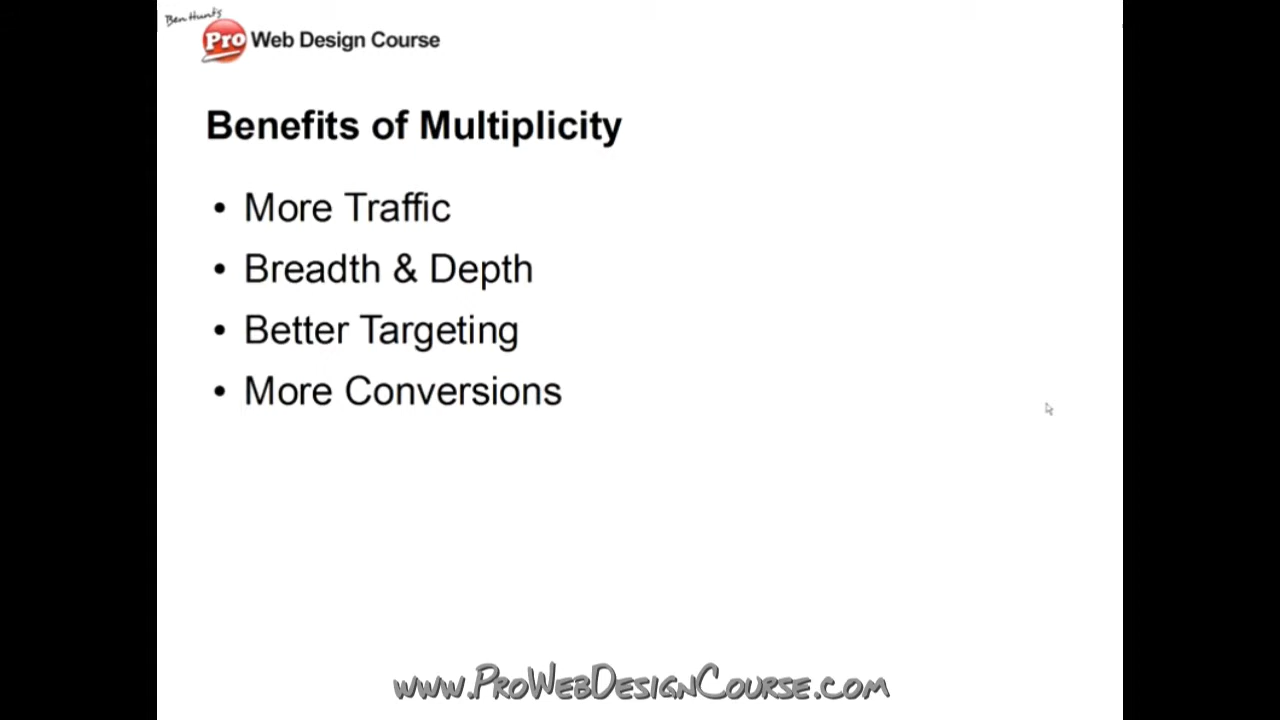 Ben Hunt's
Pro Web Design Course
Benefits of Multiplicity
• More Traffic
• Breadth & Depth
• Better Targeting
• More Conversions
www.ProWebDesignCourse.com